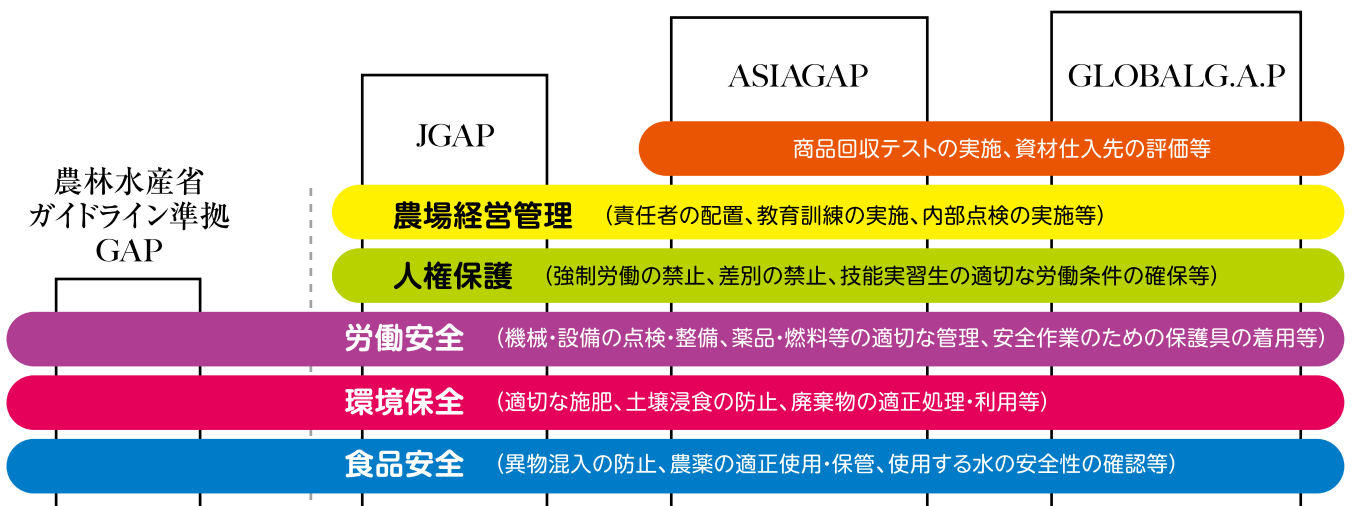 ASIAGAP
GLOBALG.A.P
JGAP
商品回収テストの実施、資材仕入先の評価等
農林水産省
ガイドライン準拠
GAP
農場経営管理 （責任者の配置、教育訓練の実施、内部点検の実施等）
人権保護 （強制労働の禁止、差別の禁止、技能実習生の適切な労働条件の確保等）
労働安全 （機械・設備の点検・整備、薬品・燃料等の適切な管理、安全作業のための保護具の着用等）
環境保全 （適切な施肥、土壌浸食の防止、廃棄物の適正処理・利用等）
食品安全 （異物混入の防止、農薬の適正使用・保管、使用する水の安全性の確認等）